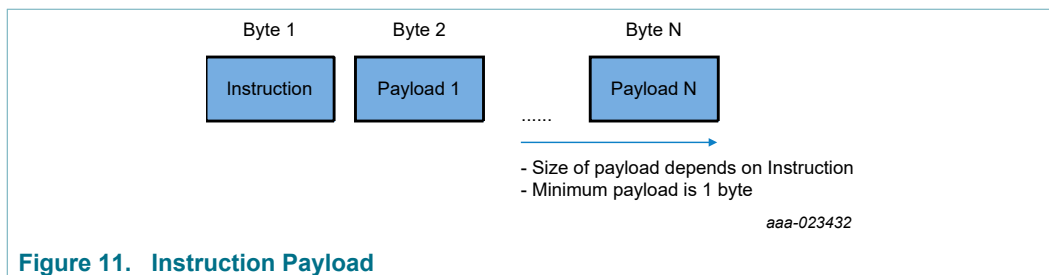 Byte 1 Byte 2 Byte N
Instruction Payload 1 Payload N
......
- Size of payload depends on Instruction
- Minimum payload is 1 byte
aaa-023432
Figure 11. Instruction Payload